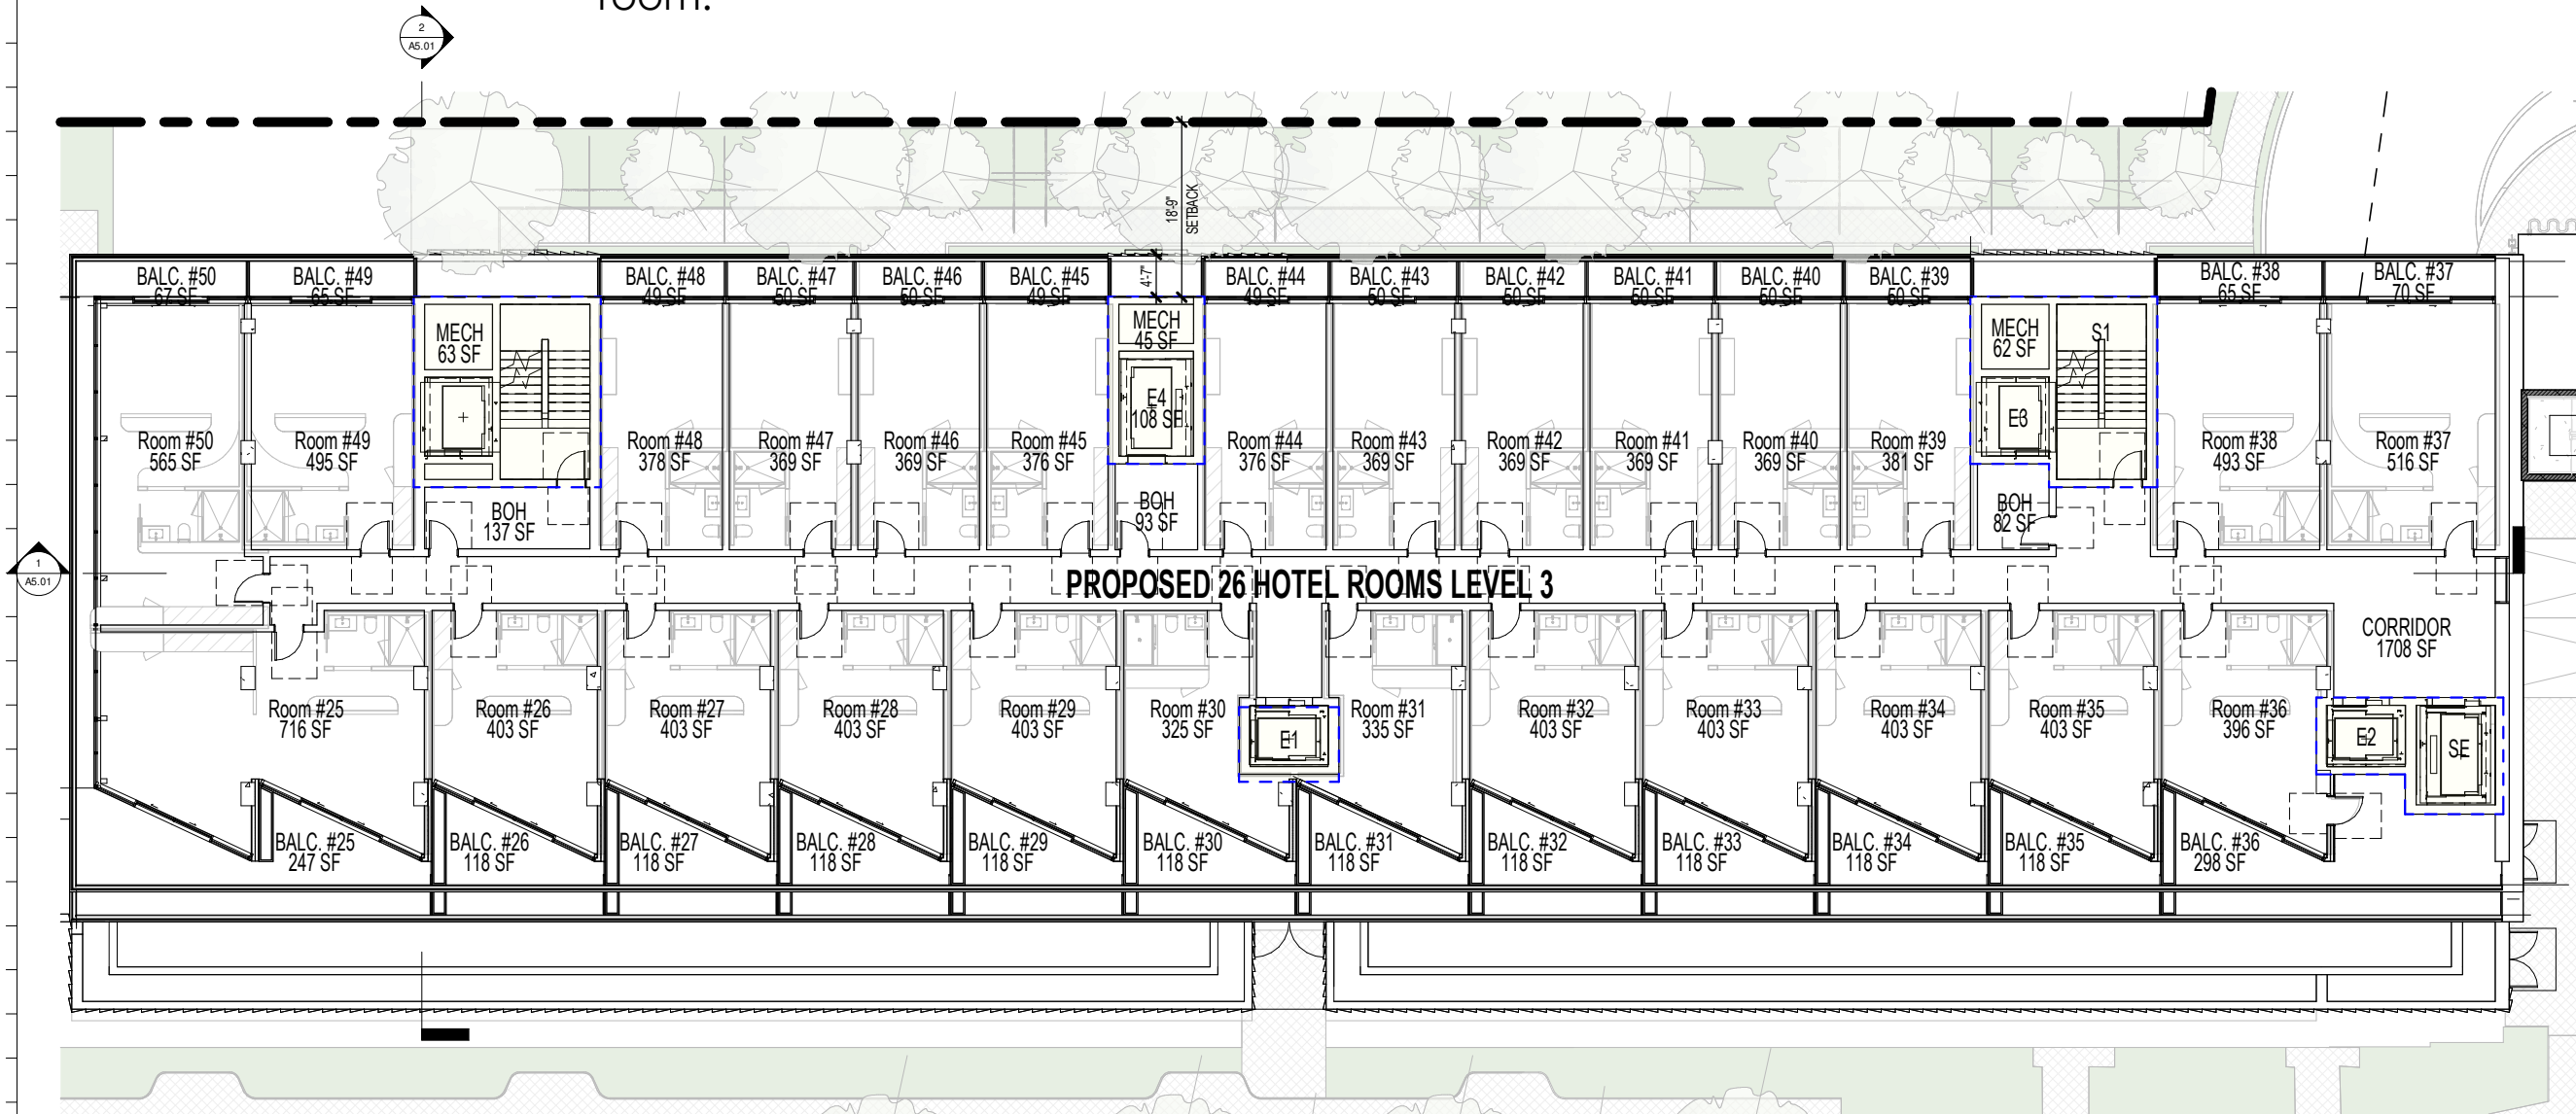 room.
2
A5.01
18'-9"
SETBACK
BALC. #50
67 SF
BALC. #49
65 SF
BALC. #48
49 SF
BALC. #47
50 SF
BALC. #46
50 SF
BALC. #45
49 SF
4'-7"
BALC. #44
49 SF
BALC. #43
50 SF
BALC. #42
50 SF
BALC. #41
50 SF
BALC. #40
50 SF
BALC. #39
50 SF
BALC. #38
65 SF
BALC. #37
70 SF
MECH
63 SF
MECH
45 SF
MECH
62 SF
S1
E4
108 SF
E3
Room #50
565 SF
Room #49
495 SF
Room #48
378 SF
Room #47
369 SF
Room #46
369 SF
Room #45
376 SF
Room #44
376 SF
Room #43
369 SF
Room #42
369 SF
Room #41
369 SF
Room #40
369 SF
Room #39
381 SF
Room #38
493 SF
Room #37
516 SF
BOH
137 SF
BOH
93 SF
BOH
82 SF
1
A5.01
PROPOSED 26 HOTEL ROOMS LEVEL 3
CORRIDOR
1708 SF
Room #25
716 SF
Room #26
403 SF
Room #27
403 SF
Room #28
403 SF
Room #29
403 SF
Room #30
325 SF
E1
Room #31
335 SF
Room #32
403 SF
Room #33
403 SF
Room #34
403 SF
Room #35
403 SF
Room #36
396 SF
E2
SE
BALC. #25
247 SF
BALC. #26
118 SF
BALC. #27
118 SF
BALC. #28
118 SF
BALC. #29
118 SF
BALC. #30
118 SF
BALC. #31
118 SF
BALC. #32
118 SF
BALC. #33
118 SF
BALC. #34
118 SF
BALC. #35
118 SF
BALC. #36
298 SF